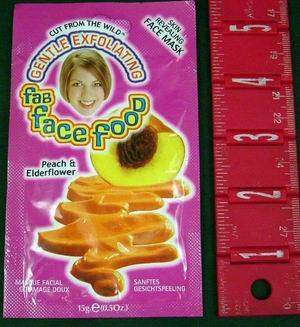 CUT FROM THE WILD™
GENTLE EXFOLIATING
SKIN
REVEALING
FACE MASK
fab
face food
Peach &
Elderflower
MASQUE FACIAL
GOMMAGE DOUX
SANFTES
GESICHTSPEELING
15g e (0.5Oz.)
5
4
3
2
1